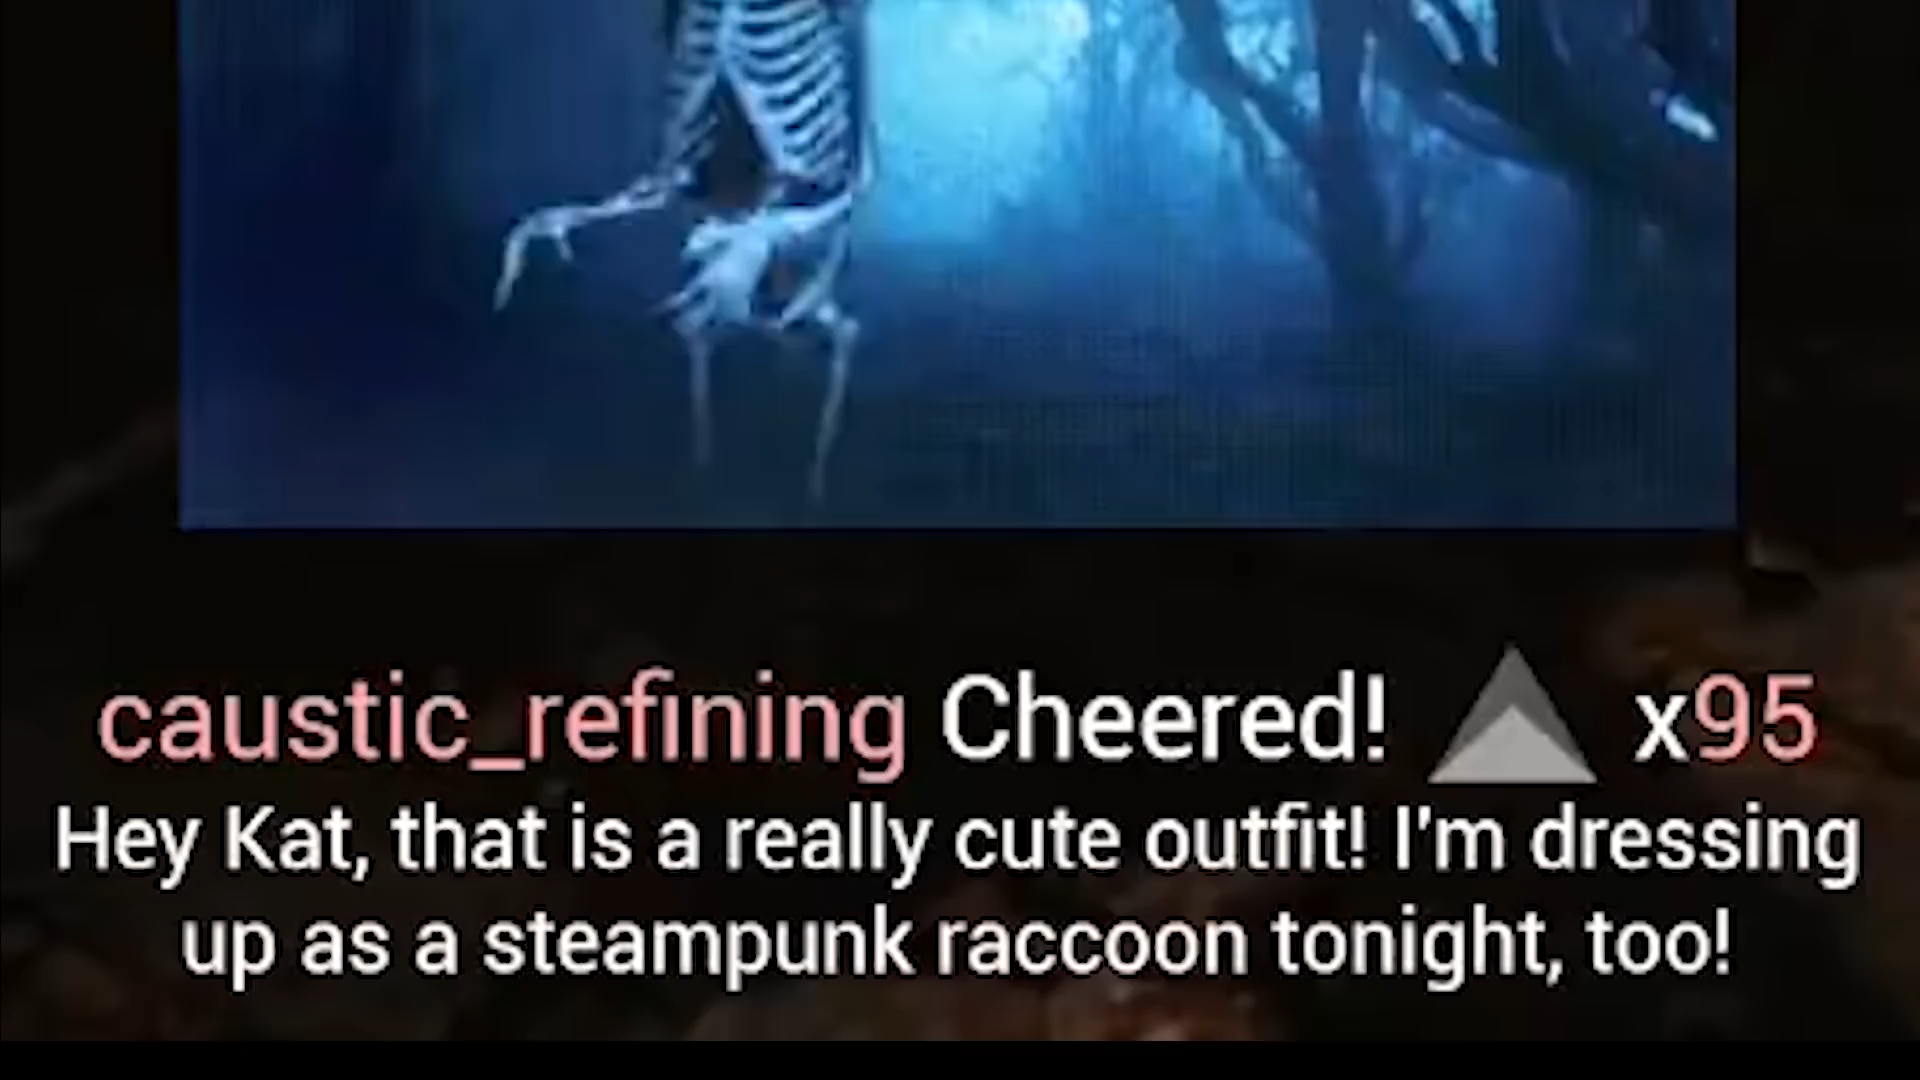 caustic_refining Cheered! x95
Hey Kat, that is a really cute outfit! I'm dressing
up as a steampunk raccoon tonight, too!